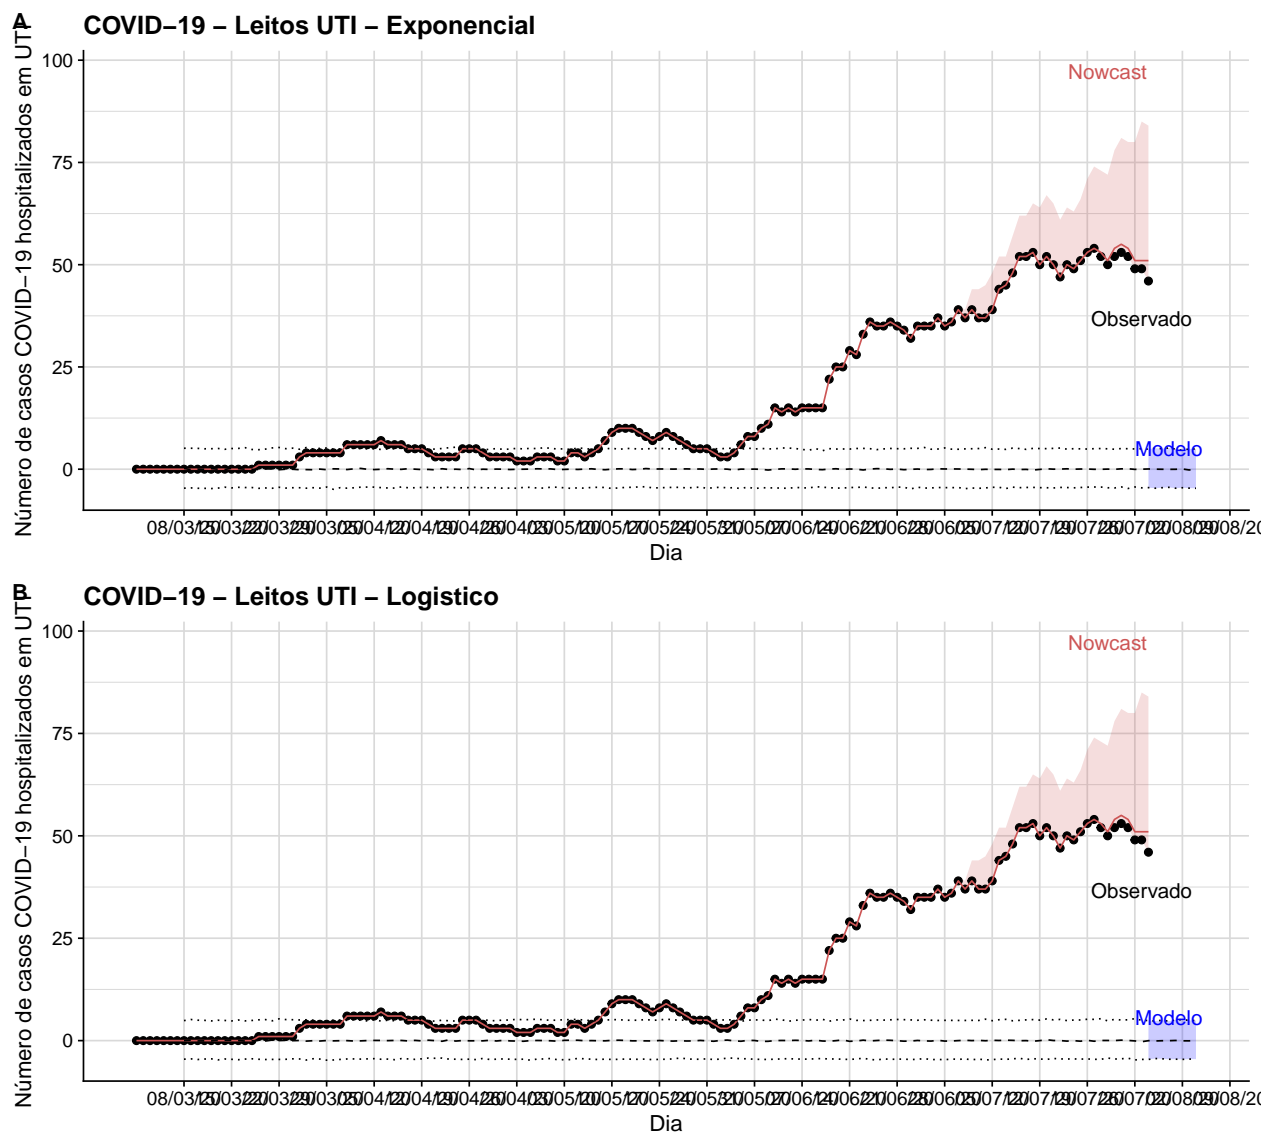 A
COVID−19 − Leitos UTI − Exponencial
Número de casos COVID−19 hospitalizados em UTI
100
75
50
25
0
Nowcast
Observado
Modelo
Dia
B
COVID−19 − Leitos UTI − Logistico
Número de casos COVID−19 hospitalizados em UTI
100
75
50
25
0
Nowcast
Observado
Modelo
Dia